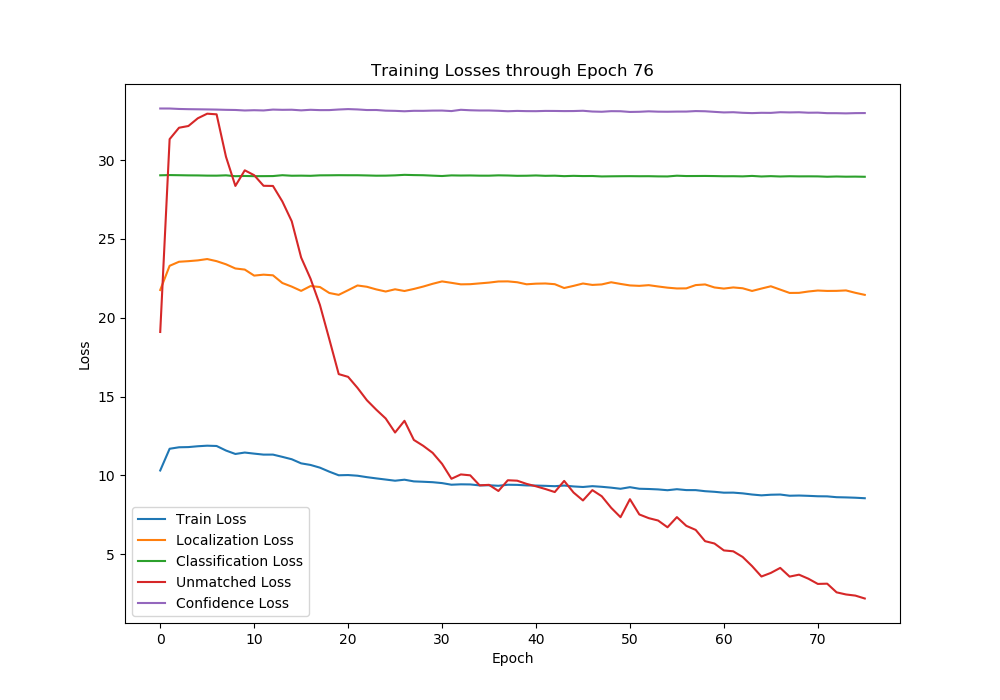 Training Losses through Epoch 76
Loss
30
25
20
15
10
5
Train Loss
Localization Loss
Classification Loss
Unmatched Loss
Confidence Loss
0 10 20 30 40 50 60 70
Epoch